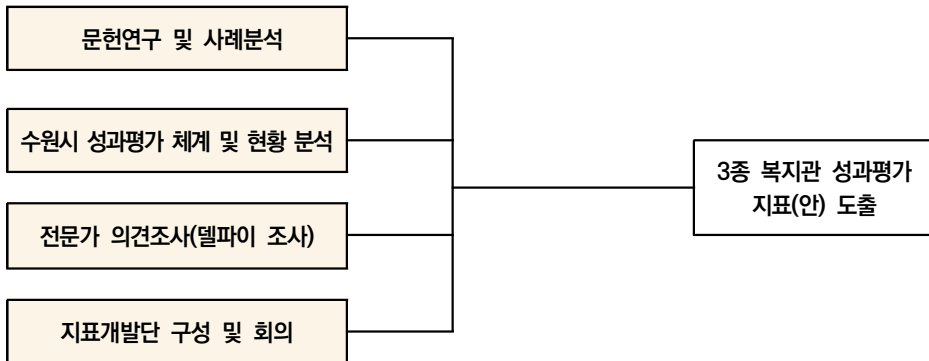 문헌연구 및 사례분석
수원시 성과평가 체계 및 현황 분석
전문가 의견조사(델파이 조사)
지표개발단 구성 및 회의
3종 복지관 성과평가
지표(안) 도출